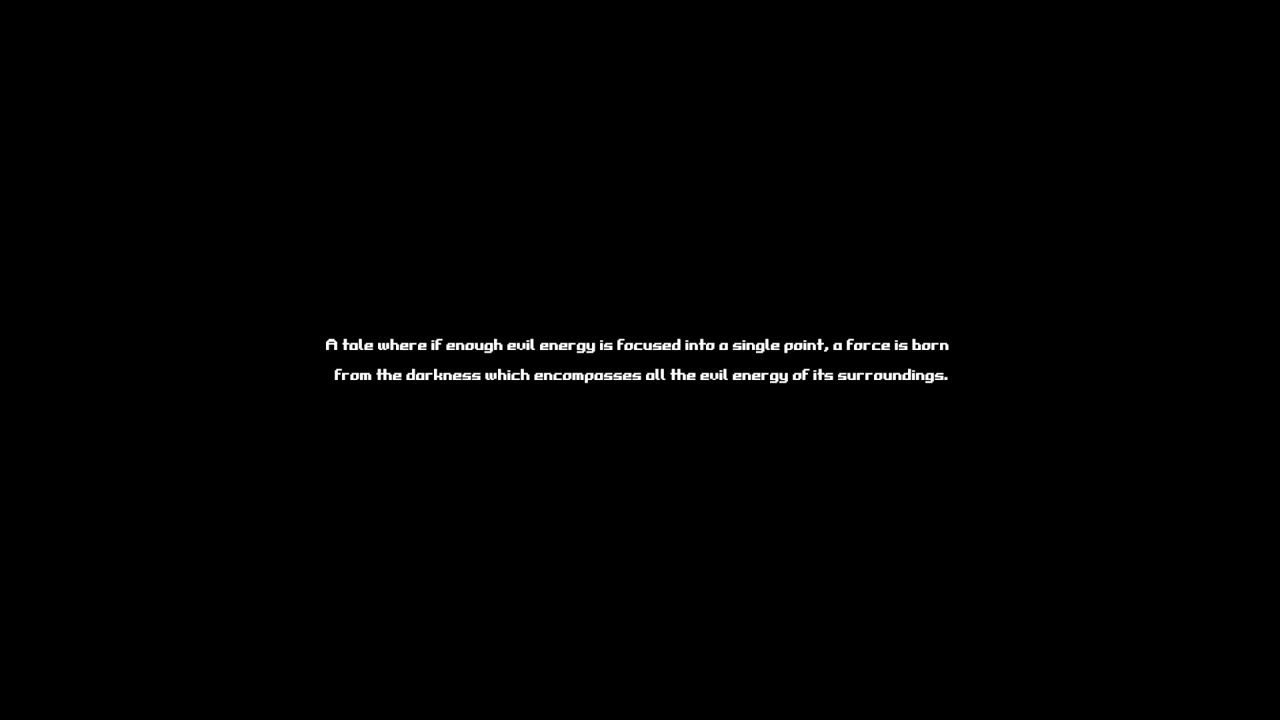 A tale where if enough evil energy is focused into a single point, a force is born
from the darkness which encompasses all the evil energy of its surroundings.